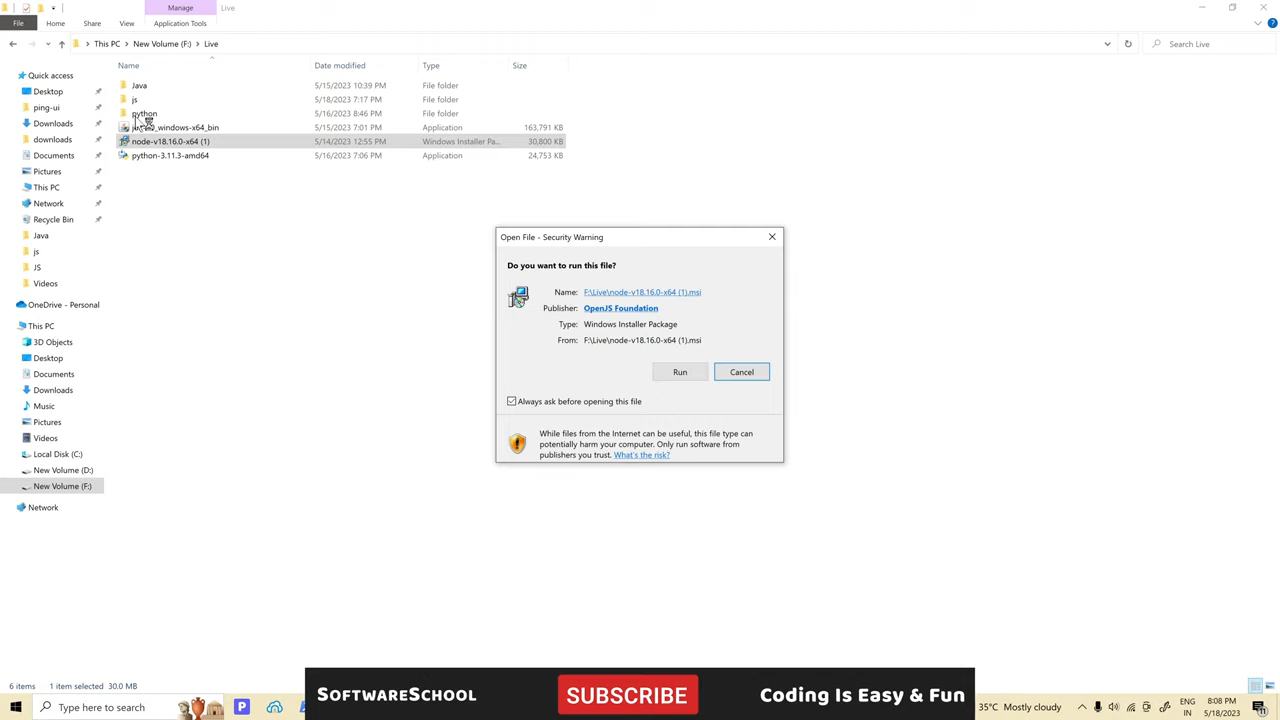 Manage
Live
File
Home
Share
View
Application Tools
This PC
New Volume (F:)
Live
Search Live
Name
Date modified
Type
Size
Java
5/15/2023 10:39 PM
File folder
js
5/18/2023 7:17 PM
File folder
python
5/16/2023 8:46 PM
File folder
_windows-x64_bin
5/15/2023 7:01 PM
Application
163,791 KB
node-v18.16.0-x64 (1)
5/14/2023 12:55 PM
Windows Installer Pa...
30,800 KB
python-3.11.3-amd64
5/16/2023 7:06 PM
Application
24,753 KB
Quick access
Desktop
ping-ui
Downloads
downloads
Documents
Pictures
This PC
Network
Recycle Bin
Java
js
JS
Videos
OneDrive - Personal
This PC
3D Objects
Desktop
Documents
Downloads
Music
Pictures
Videos
Local Disk (C:)
New Volume (D:)
New Volume (F:)
Network
Open File - Security Warning
Do you want to run this file?
Name: F:\Live\node-v18.16.0-x64 (1).msi
Publisher: OpenJS Foundation
Type: Windows Installer Package
From: F:\Live\node-v18.16.0-x64 (1).msi
Run
Cancel
Always ask before opening this file
While files from the Internet can be useful, this file type can
potentially harm your computer. Only run software from
publishers you trust. What's the risk?
6 items
1 item selected 30.0 MB
SoftwareSchool
SUBSCRIBE
Coding Is Easy & Fun
Type here to search
P
35°C Mostly cloudy
ENG
IN
8:08 PM
5/18/2023